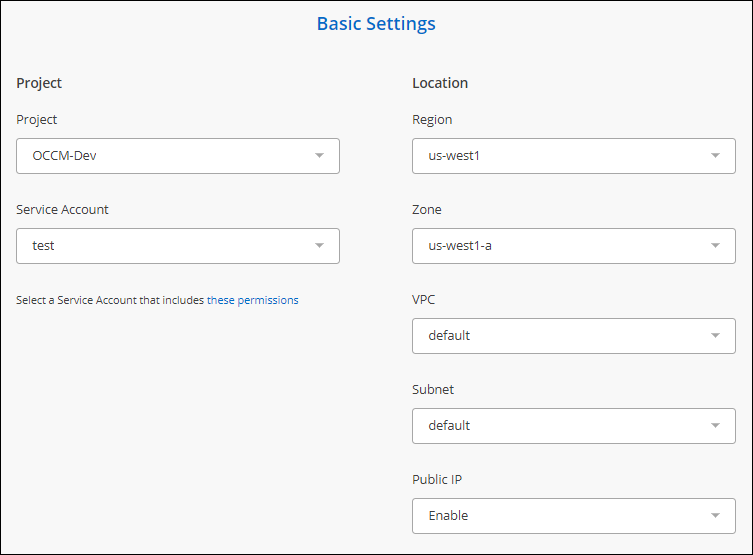 Basic Settings
Project
Project
OCCM-Dev
Service Account
test
Select a Service Account that includes these permissions
Location
Region
us-west1
Zone
us-west1-a
VPC
default
Subnet
default
Public IP
Enable